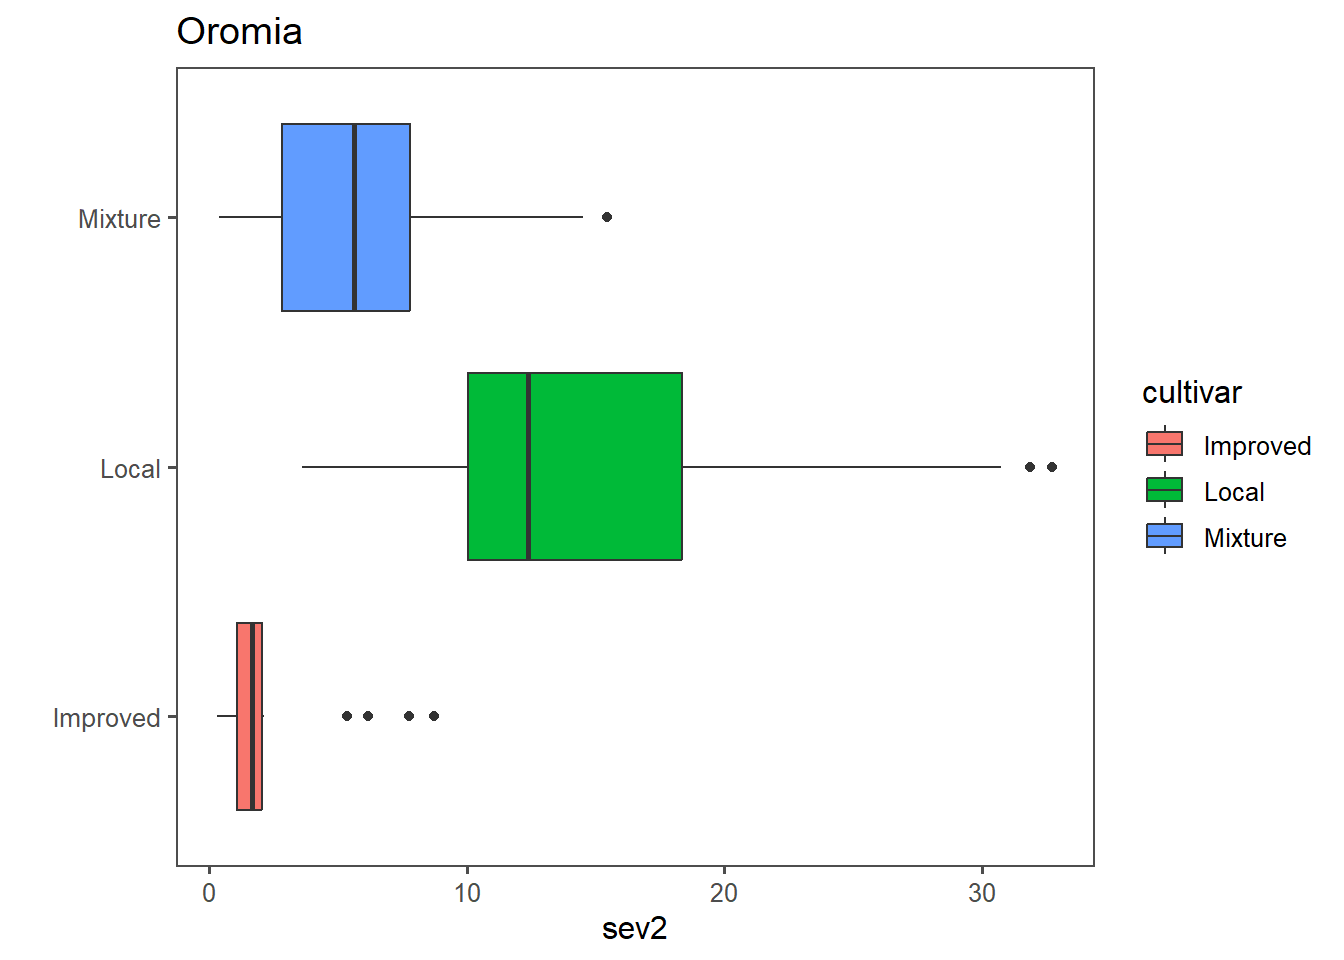 Oromia
Mixture
Local
Improved
0 10 20 30
sev2
cultivar
Improved
Local
Mixture